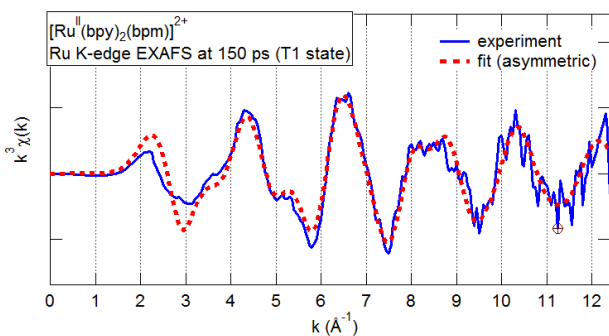 [Ru^II(bpy)₂(bpm)]²⁺
Ru K-edge EXAFS at 150 ps (T1 state)
experiment
fit (asymmetric)
k³ χ(k)
0 1 2 3 4 5 6 7 8 9 10 11 12
k (Å⁻¹)